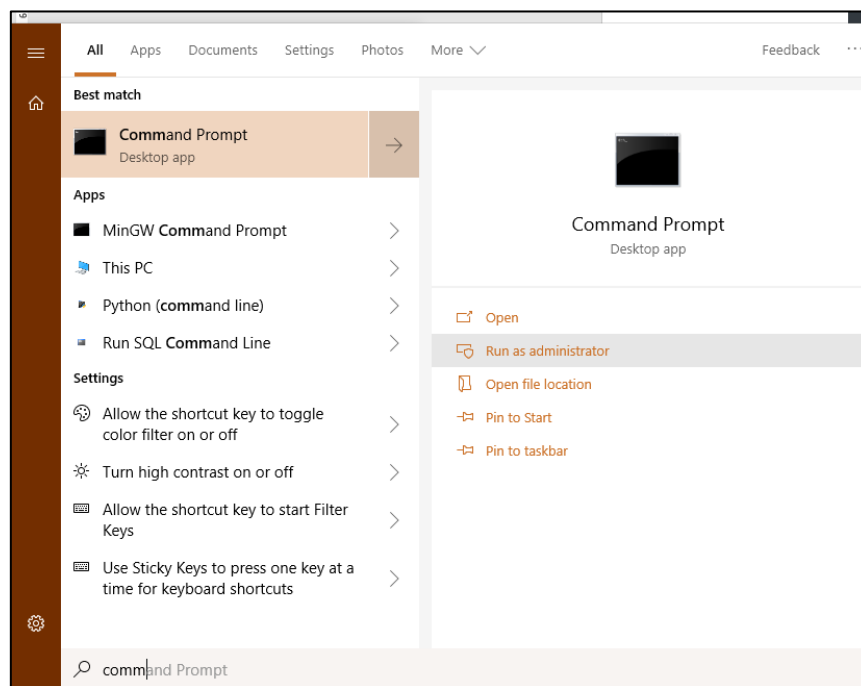 All Apps Documents Settings Photos More Feedback ...
Best match
Command Prompt
Desktop app
Apps
MinGW Command Prompt
This PC
Python (command line)
Run SQL Command Line
Settings
Allow the shortcut key to toggle
color filter on or off
Turn high contrast on or off
Allow the shortcut key to start Filter
Keys
Use Sticky Keys to press one key at a
time for keyboard shortcuts
Command Prompt
Desktop app
Open
Run as administrator
Open file location
Pin to Start
Pin to taskbar
command Prompt